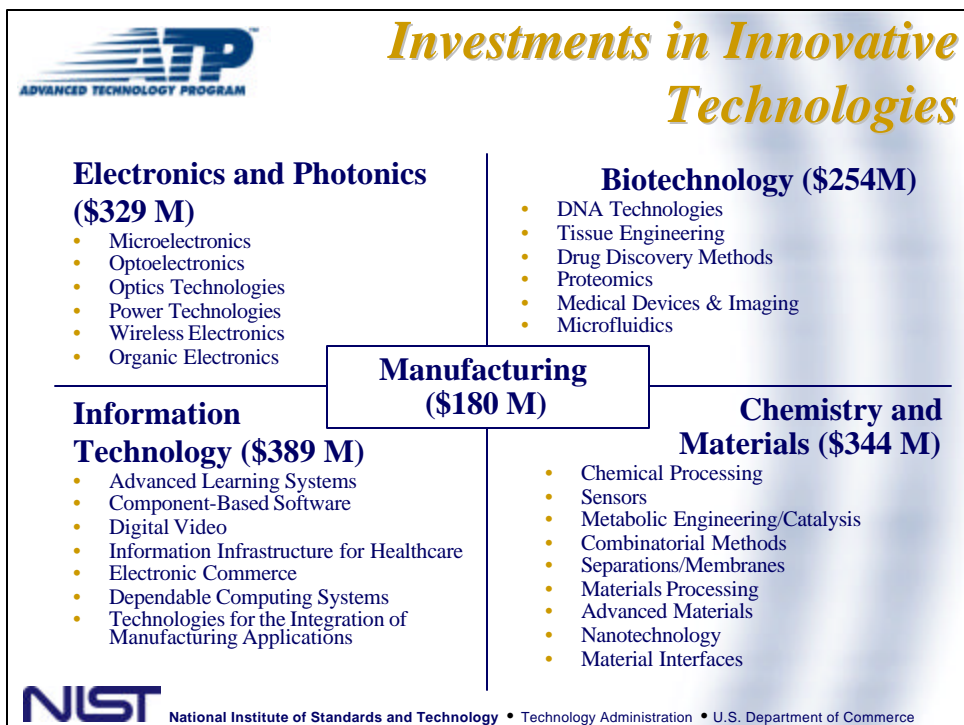 ATP™
ADVANCED TECHNOLOGY PROGRAM
Investments in Innovative
Technologies
Electronics and Photonics
($329 M)
• Microelectronics
• Optoelectronics
• Optics Technologies
• Power Technologies
• Wireless Electronics
• Organic Electronics
Biotechnology ($254M)
• DNA Technologies
• Tissue Engineering
• Drug Discovery Methods
• Proteomics
• Medical Devices & Imaging
• Microfluidics
Manufacturing
($180 M)
Information
Technology ($389 M)
• Advanced Learning Systems
• Component-Based Software
• Digital Video
• Information Infrastructure for Healthcare
• Electronic Commerce
• Dependable Computing Systems
• Technologies for the Integration of
Manufacturing Applications
Chemistry and
Materials ($344 M)
• Chemical Processing
• Sensors
• Metabolic Engineering/Catalysis
• Combinatorial Methods
• Separations/Membranes
• Materials Processing
• Advanced Materials
• Nanotechnology
• Material Interfaces
NIST
National Institute of Standards and Technology • Technology Administration • U.S. Department of Commerce